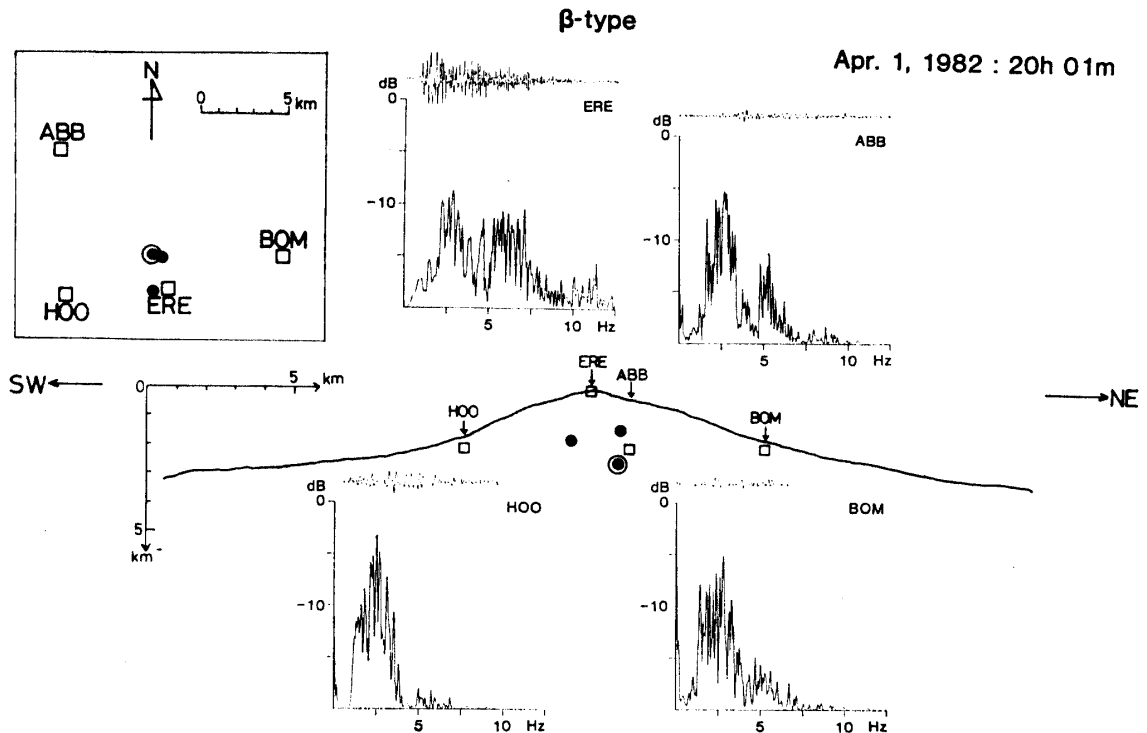 β-type
Apr. 1, 1982 : 20h 01m
N
0 5 km
ABB
BOM
HOO
ERE
dB
0
-10
ERE
5 10 Hz
dB
0
-10
ABB
5 10 Hz
SW
NE
0 5 km
5
km
HOO
ERE
ABB
BOM
dB
0
-10
HOO
5 10 Hz
dB
0
-10
BOM
5 10 Hz